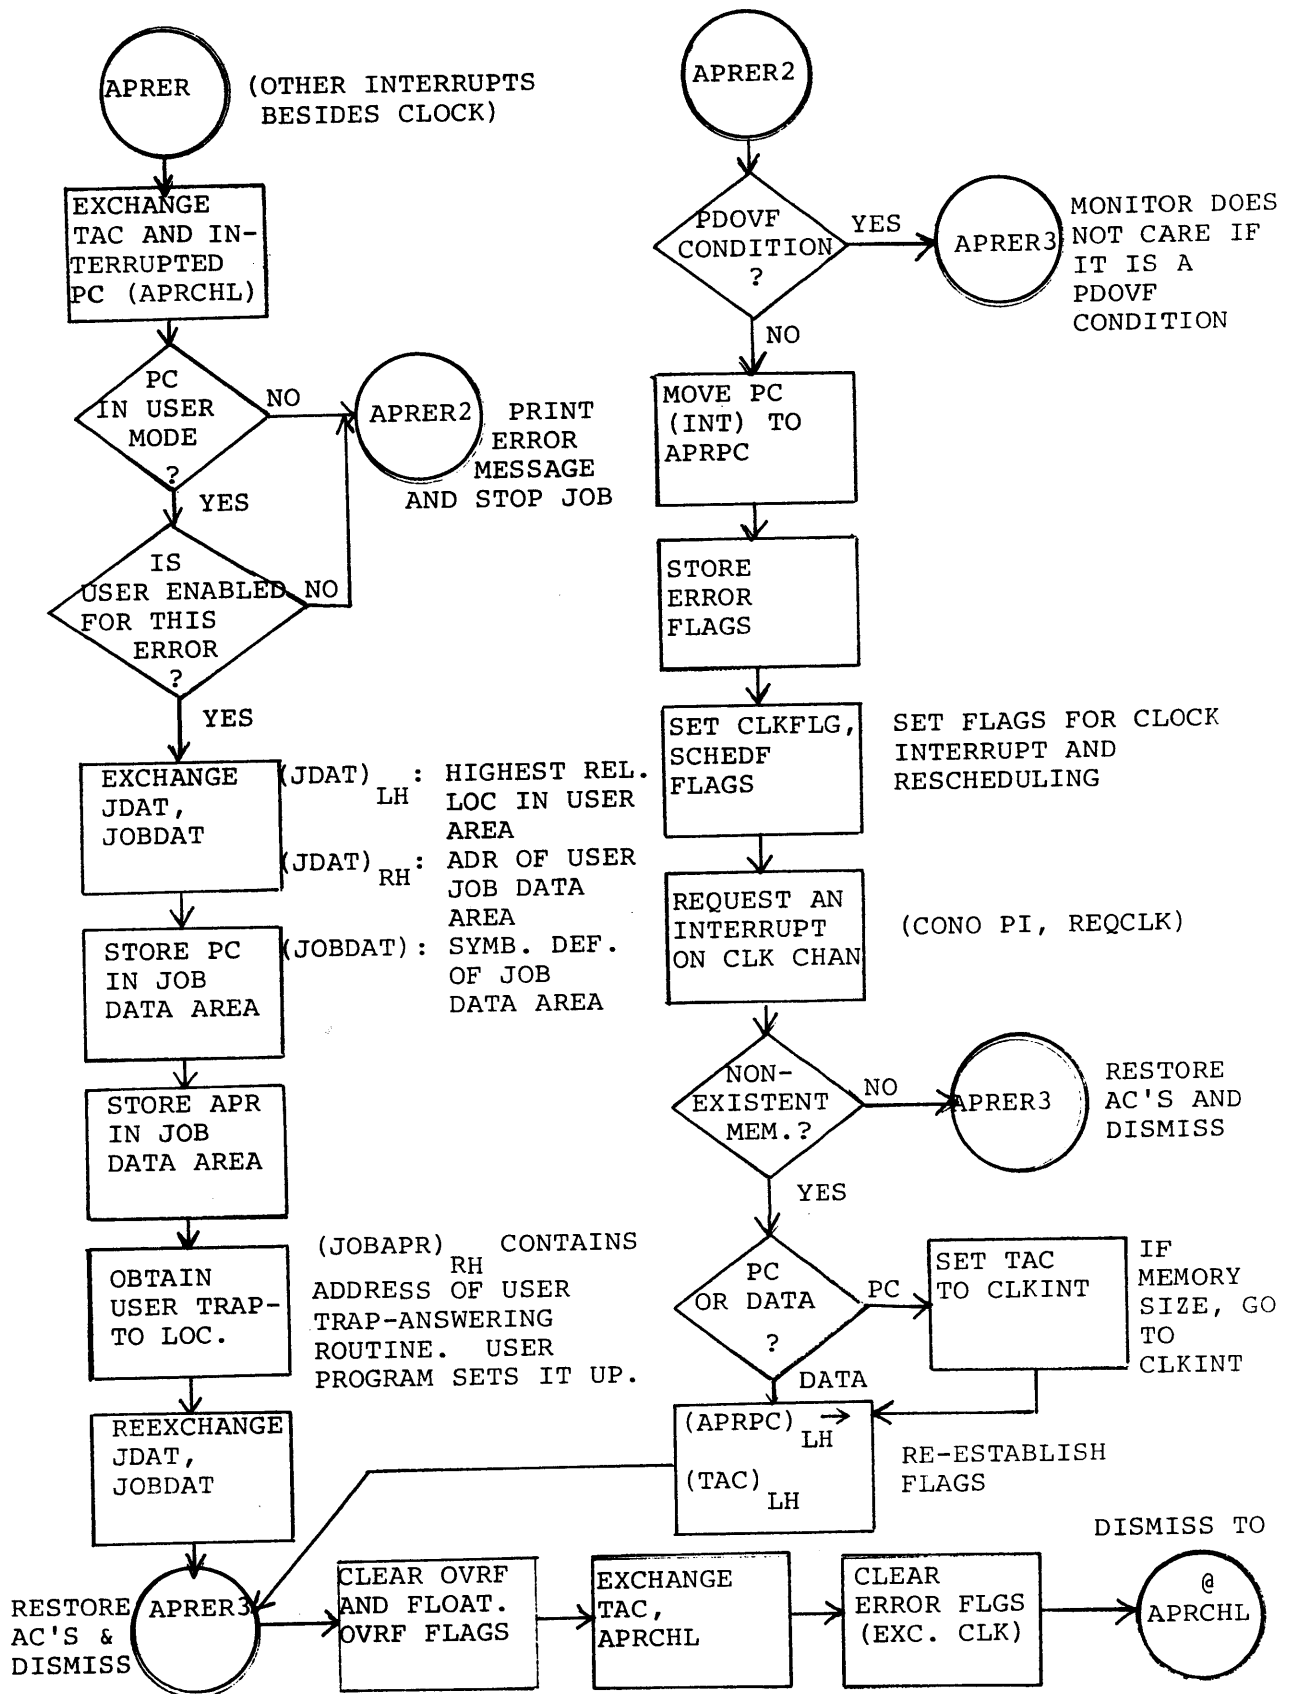 APRER
(OTHER INTERRUPTS
BESIDES CLOCK)
EXCHANGE
TAC AND IN-
TERRUPTED
PC (APRCHL)
PC
IN USER
MODE
?
NO
YES
APRER2
PRINT
ERROR
MESSAGE
AND STOP JOB
IS
USER ENABLED
FOR THIS
ERROR
?
NO
YES
EXCHANGE
JDAT,
JOBDAT
(JDAT)LH: HIGHEST REL.
LOC IN USER
AREA
(JDAT)RH: ADR OF USER
JOB DATA
AREA
(JOBDAT): SYMB. DEF.
OF JOB
DATA AREA
STORE PC
IN JOB
DATA AREA
STORE APR
IN JOB
DATA AREA
OBTAIN
USER TRAP-
TO LOC.
(JOBAPR)RH CONTAINS
ADDRESS OF USER
TRAP-ANSWERING
ROUTINE. USER
PROGRAM SETS IT UP.
REEXCHANGE
JDAT,
JOBDAT
RESTORE
AC'S &
DISMISS
APRER3
CLEAR OVRF
AND FLOAT.
OVRF FLAGS
EXCHANGE
TAC,
APRCHL
CLEAR
ERROR FLGS
(EXC. CLK)
DISMISS TO
@
APRCHL
APRER2
PDOVF
CONDITION
?
YES
APRER3
MONITOR DOES
NOT CARE IF
IT IS A
PDOVF
CONDITION
NO
MOVE PC
(INT) TO
APRPC
STORE
ERROR
FLAGS
SET CLKFLG,
SCHEDF
FLAGS
SET FLAGS FOR CLOCK
INTERRUPT AND
RESCHEDULING
REQUEST AN
INTERRUPT
ON CLK CHAN
(CONO PI, REQCLK)
NON-
EXISTENT
MEM.?
NO
APRER3
RESTORE
AC'S AND
DISMISS
YES
PC
OR DATA
?
PC
SET TAC
TO CLKINT
IF
MEMORY
SIZE, GO
TO
CLKINT
DATA
(APRPC)LH →
(TAC)LH
RE-ESTABLISH
FLAGS